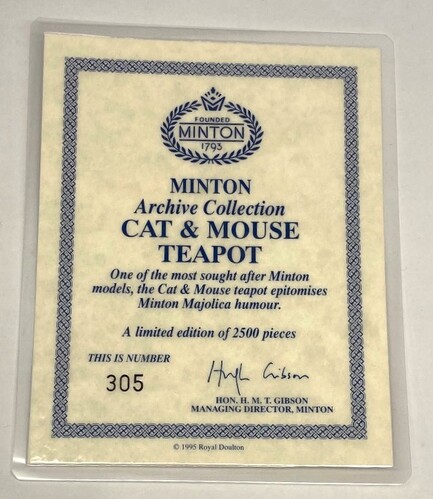 FOUNDED
MINTON
1793
MINTON
Archive Collection
CAT & MOUSE
TEAPOT
One of the most sought after Minton
models, the Cat & Mouse teapot epitomises
Minton Majolica humour.
A limited edition of 2500 pieces
THIS IS NUMBER
305
Hugh Gibson
HON. H. M. T. GIBSON
MANAGING DIRECTOR, MINTON
© 1995 Royal Doulton